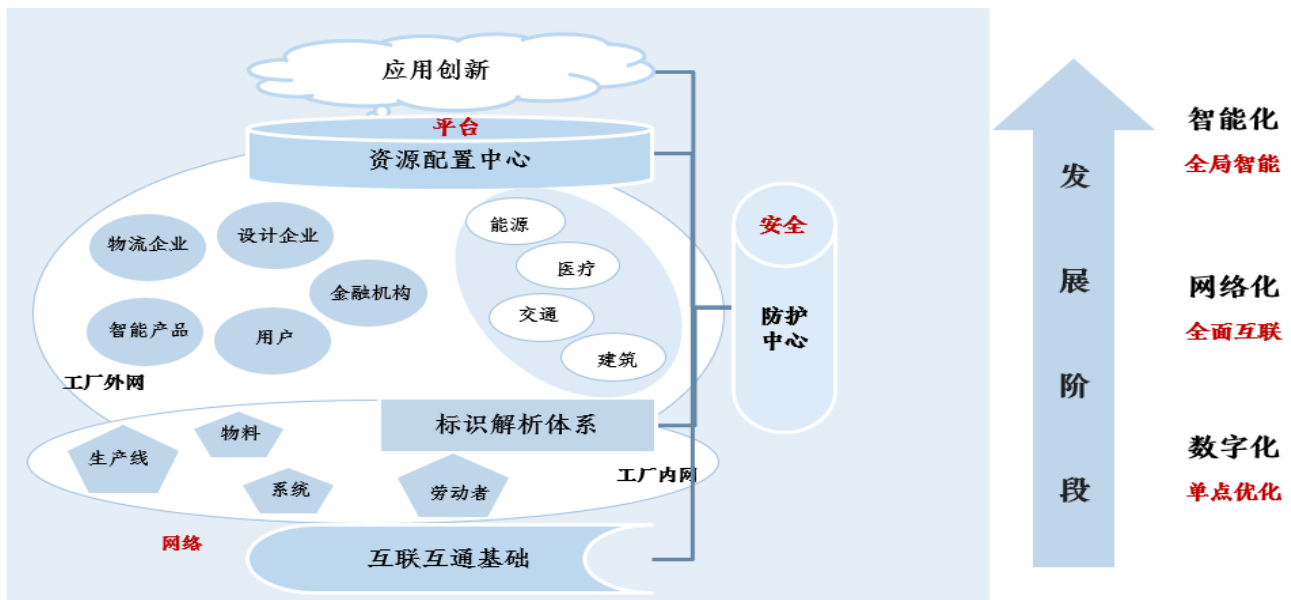 应用创新
平台
资源配置中心
物流企业
设计企业
金融机构
智能产品
用户
工厂外网
能源
医疗
交通
建筑
标识解析体系
生产线
物料
系统
劳动者
工厂内网
网络
互联互通基础
安全
防护
中心
发
展
阶
段
智能化
全局智能
网络化
全面互联
数字化
单点优化